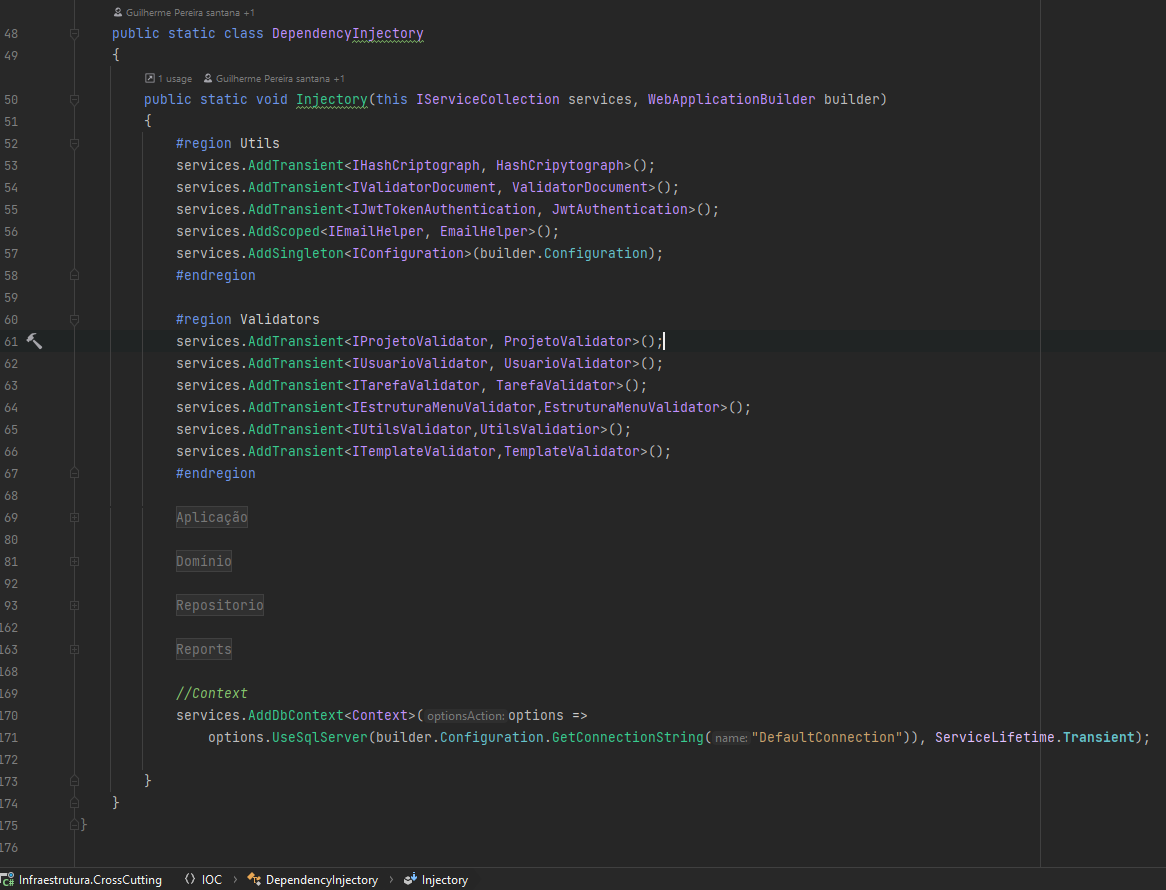 Guilherme Pereira santana +1
48 public static class DependencyInjectory
49 {
1 usage Guilherme Pereira santana +1
50 public static void Injectory(this IServiceCollection services, WebApplicationBuilder builder)
51 {
52 #region Utils
53 services.AddTransient<IHashCriptograph, HashCripytograph>();
54 services.AddTransient<IValidatorDocument, ValidatorDocument>();
55 services.AddTransient<IJwtTokenAuthentication, JwtAuthentication>();
56 services.AddScoped<IEmailHelper, EmailHelper>();
57 services.AddSingleton<IConfiguration>(builder.Configuration);
58 #endregion
59
60 #region Validators
61 services.AddTransient<IProjetoValidator, ProjetoValidator>();
62 services.AddTransient<IUsuarioValidator, UsuarioValidator>();
63 services.AddTransient<ITarefaValidator, TarefaValidator>();
64 services.AddTransient<IEstruturaMenuValidator,EstruturaMenuValidator>();
65 services.AddTransient<IUtilsValidator,UtilsValidatior>();
66 services.AddTransient<ITemplateValidator,TemplateValidator>();
67 #endregion
68
69 Aplicação
80
81 Domínio
92
93 Repositorio
162
163 Reports
168
169 //Context
170 services.AddDbContext<Context>( optionsAction: options =>
171 options.UseSqlServer(builder.Configuration.GetConnectionString( name: "DefaultConnection")), ServiceLifetime.Transient);
172
173 }
174 }
175 }
176
Infraestrutura.CrossCutting IOC DependencyInjectory Injectory